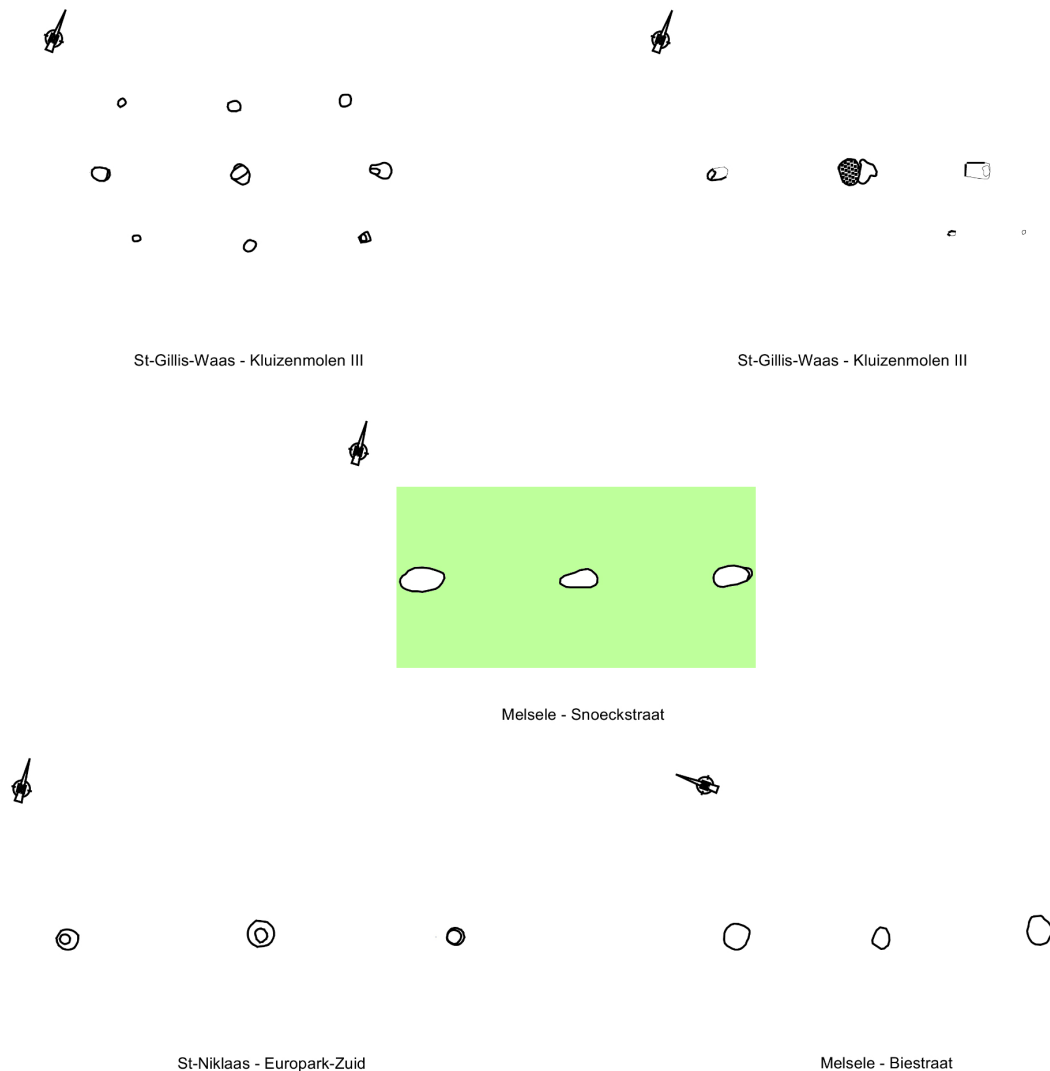 St-Gillis-Waas - Kluizenmolen III
St-Gillis-Waas - Kluizenmolen III
Melsele - Snoeckstraat
St-Niklaas - Europark-Zuid
Melsele - Biestraat